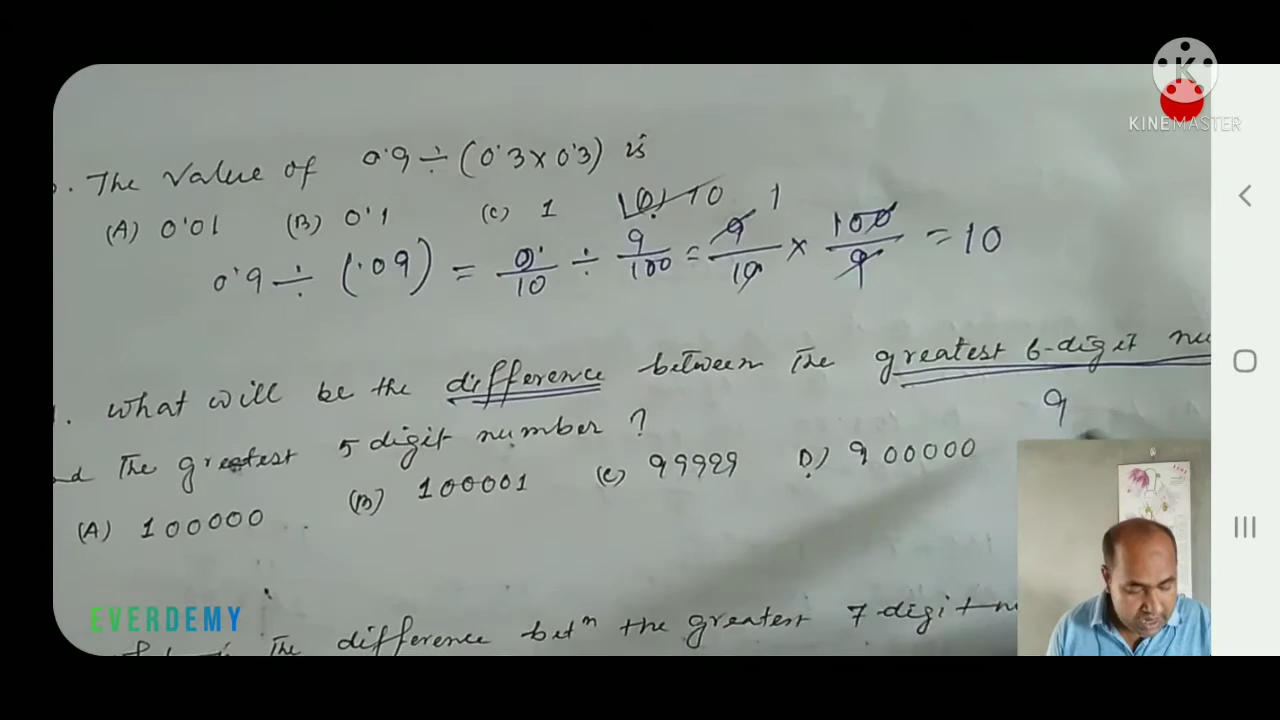 KINEMASTER
. The value of 0.9 ÷ (0.3 × 0.3) is
(A) 0.01 (B) 0.1 (C) 1 (D) 10
0.9 ÷ (.09) = 9/10 ÷ 9/100 = 9/10 × 100/9 = 10
1
. What will be the difference between the greatest 6-digit nu
9
nd The greatest 5 digit number ?
(A) 100000 (B) 100001 (C) 99999 D) 900000
EVERDEMY
The difference betn the greatest 7-digit n